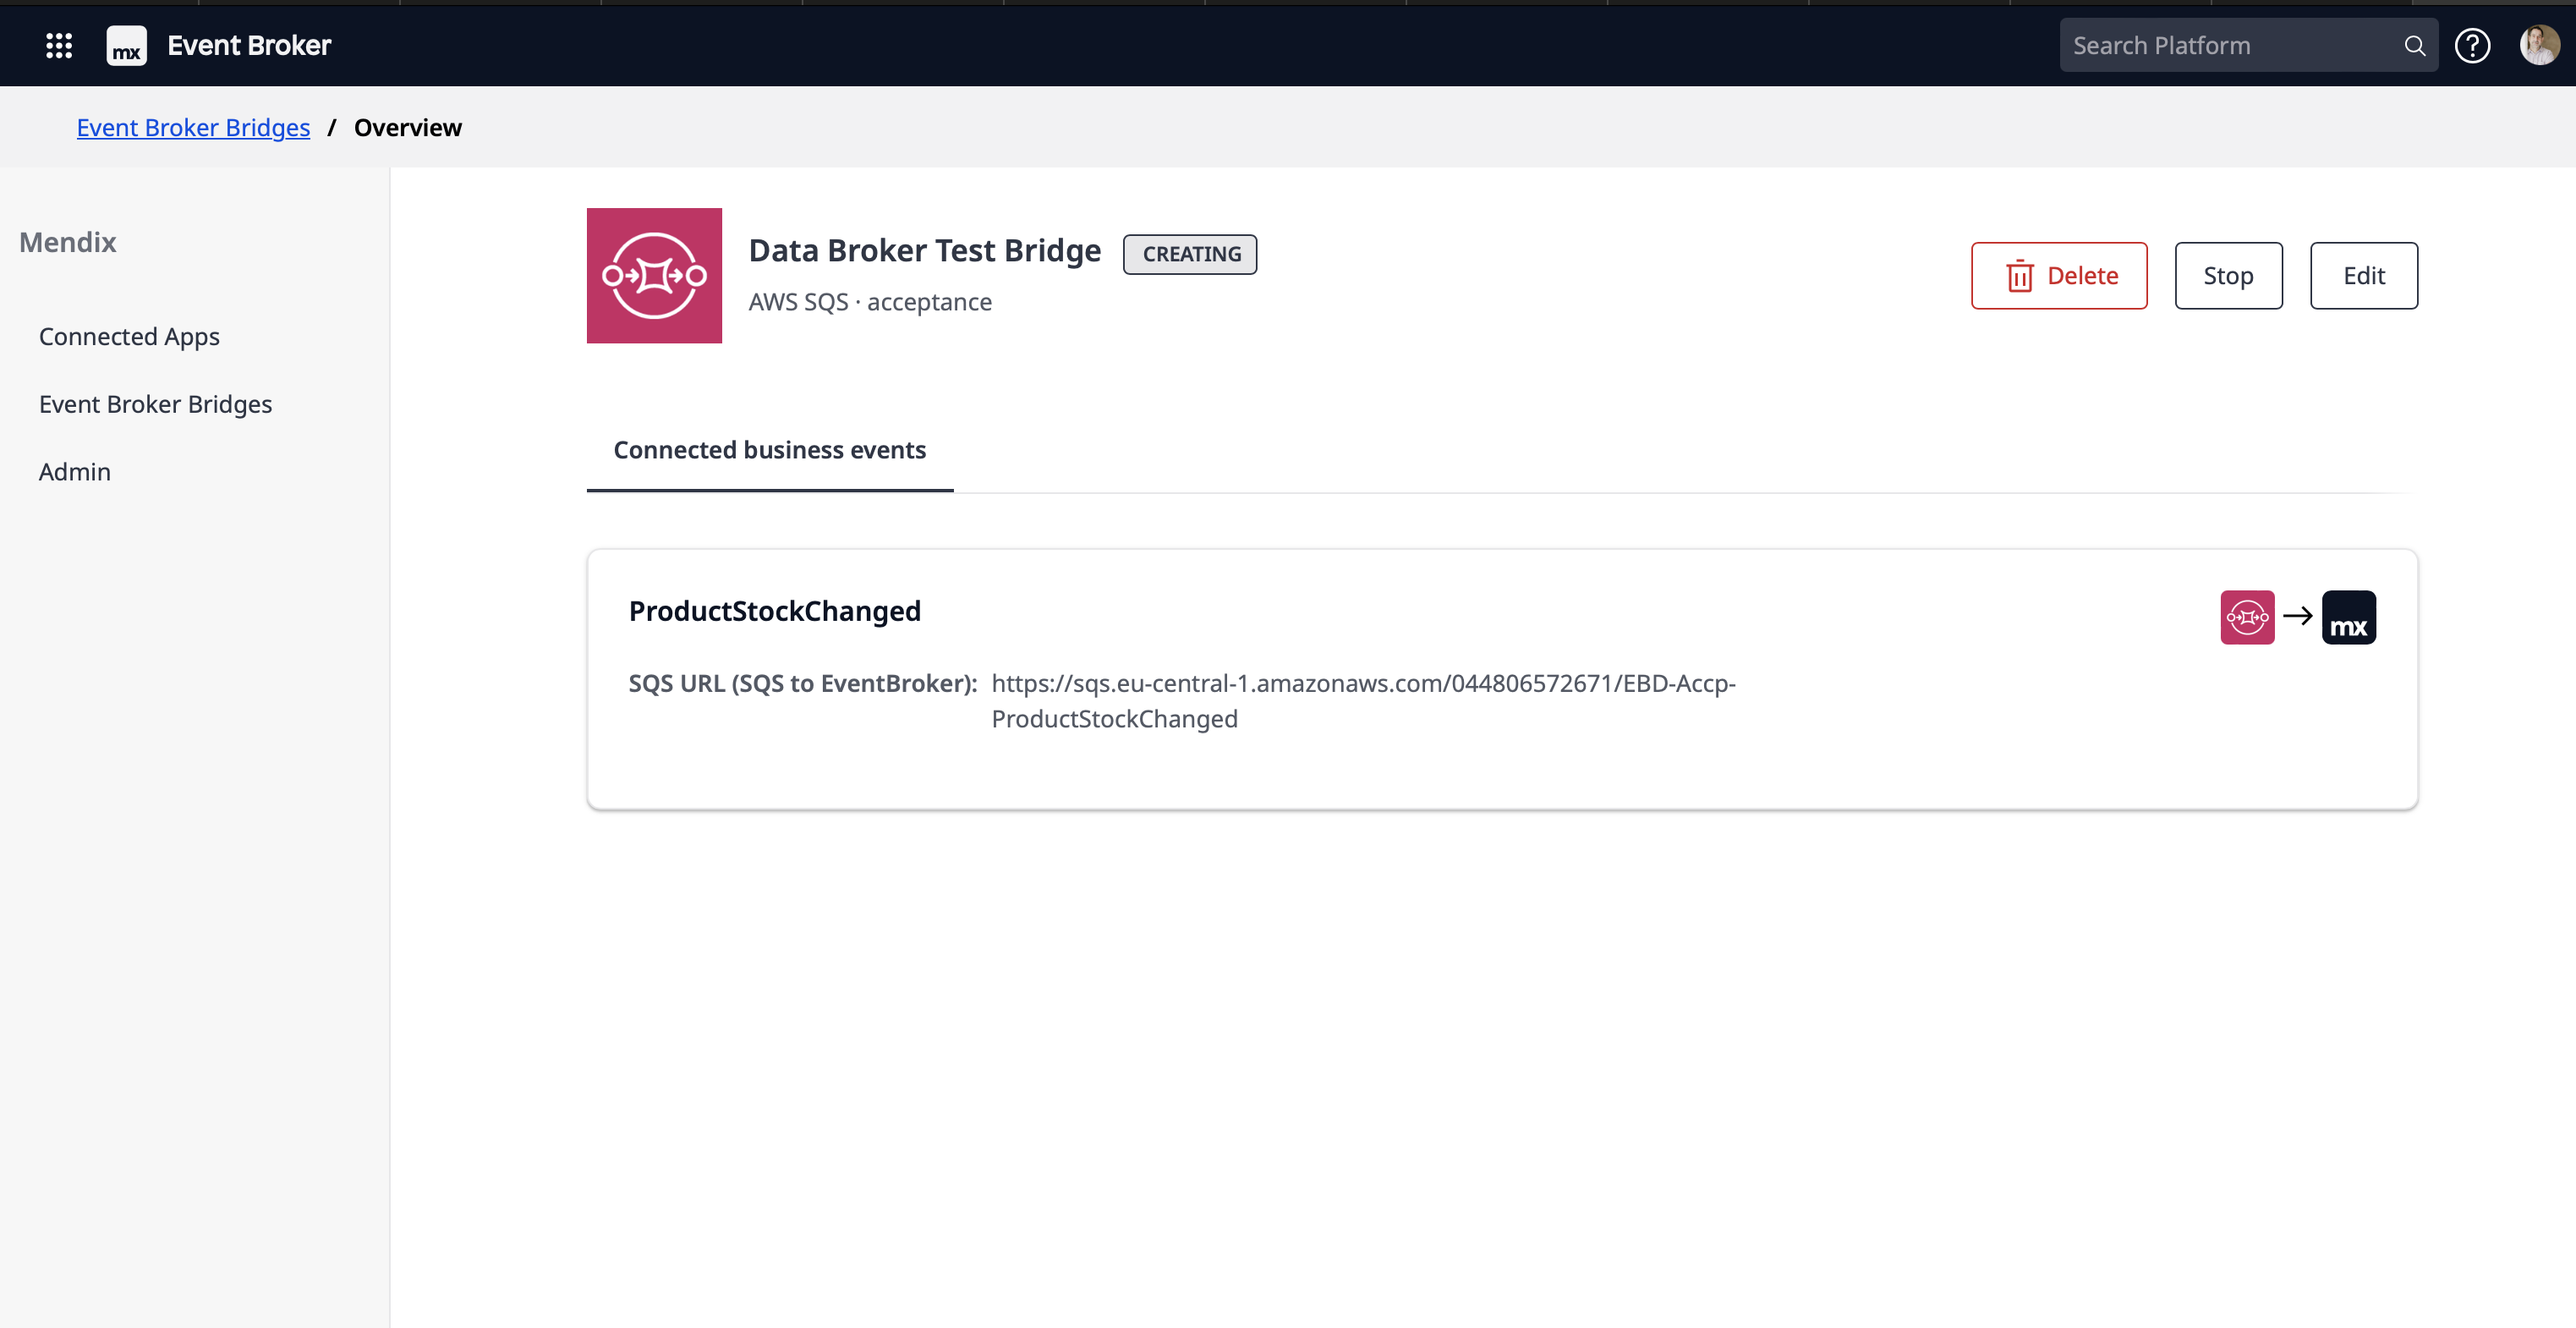 mx Event Broker
Search Platform
Event Broker Bridges / Overview
Mendix
Connected Apps
Event Broker Bridges
Admin
Data Broker Test Bridge CREATING
AWS SQS · acceptance
Delete Stop Edit
Connected business events
ProductStockChanged
mx
SQS URL (SQS to EventBroker): https://sqs.eu-central-1.amazonaws.com/044806572671/EBD-Accp-
ProductStockChanged